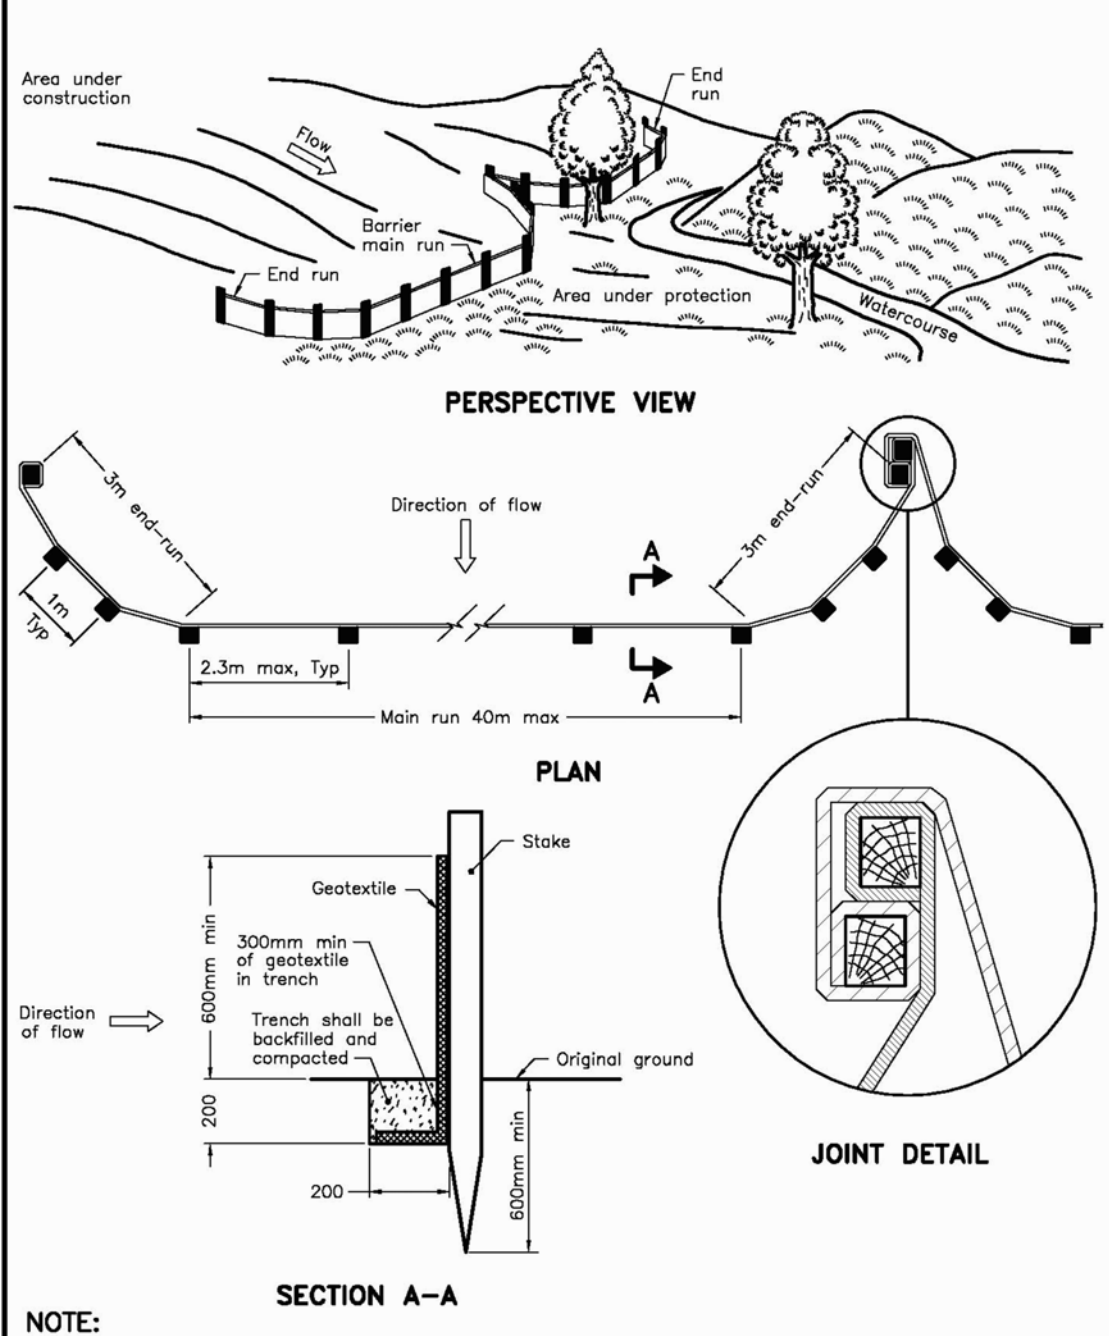 Area under
construction
Flow
End
run
Barrier
main run
End run
Area under protection
Watercourse
PERSPECTIVE VIEW
3m end-run
Direction of flow
3m end-run
A
1m
Typ
2.3m max, Typ
A
Main run 40m max
PLAN
Stake
Geotextile
600mm min
300mm min
of geotextile
in trench
Direction
of flow
Trench shall be
backfilled and
compacted
Original ground
200
600mm min
200
JOINT DETAIL
SECTION A-A
NOTE: